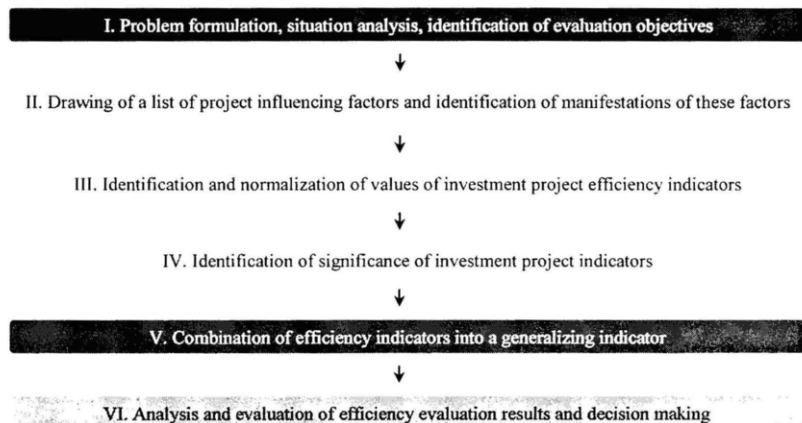 I. Problem formulation, situation analysis, identification of evaluation objectives
II. Drawing of a list of project influencing factors and identification of manifestations of these factors
III. Identification and normalization of values of investment project efficiency indicators
IV. Identification of significance of investment project indicators
V. Combination of efficiency indicators into a generalizing indicator
VI. Analysis and evaluation of efficiency evaluation results and decision making